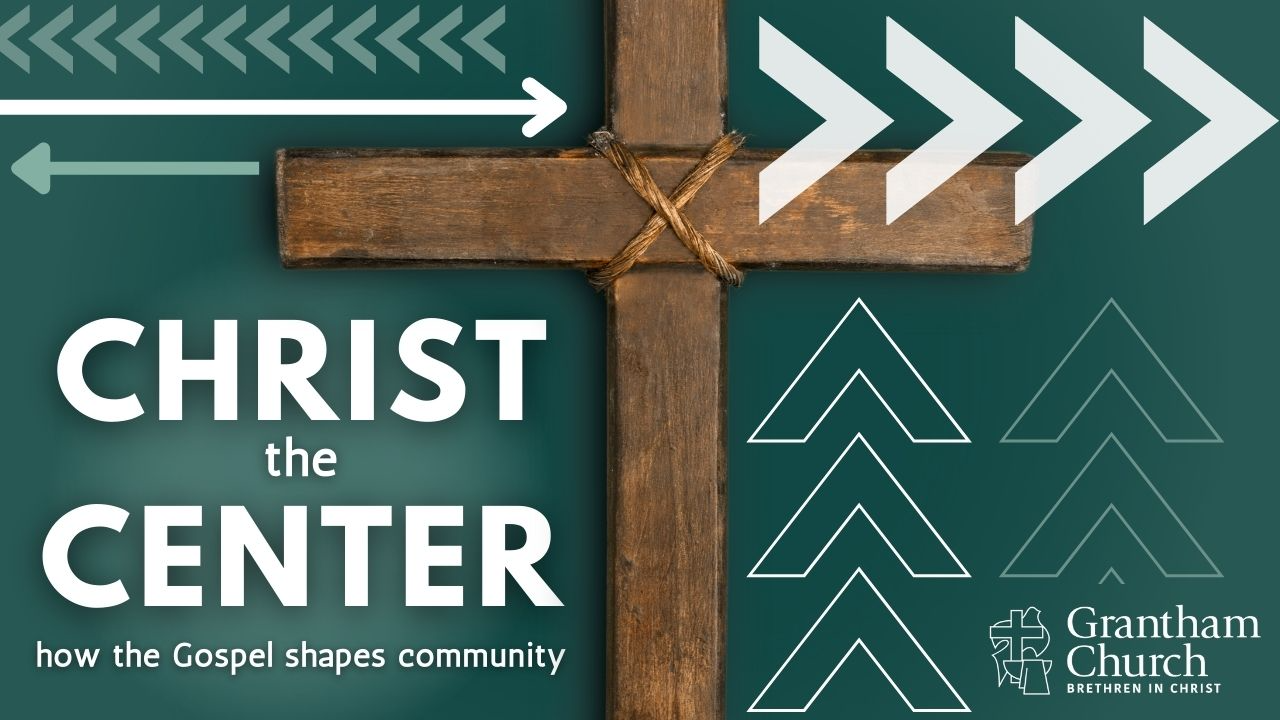 CHRIST
the
CENTER
how the Gospel shapes community
Grantham
Church
BRETHREN IN CHRIST